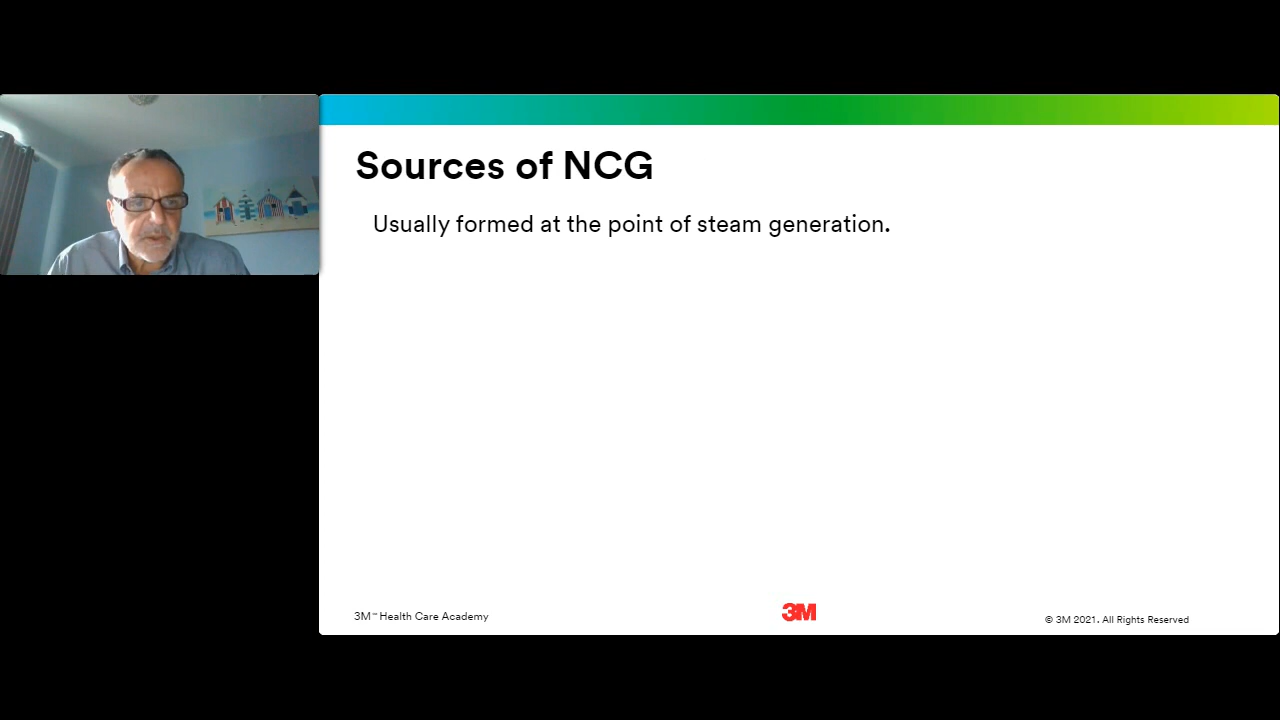 Sources of NCG
Usually formed at the point of steam generation.
3M™ Health Care Academy
3M
© 3M 2021. All Rights Reserved